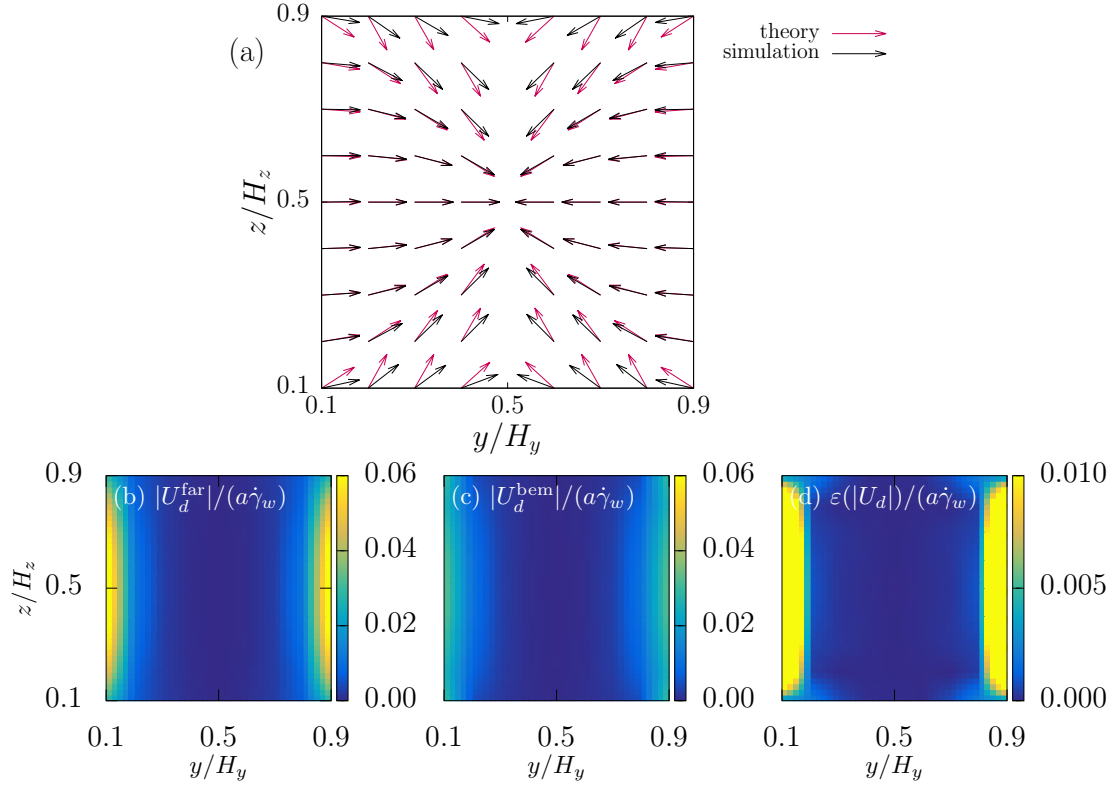 0.9
(a)
theory
simulation
z/H_z
0.5
0.1
0.1 0.5 0.9
y/H_y
0.9
0.5
0.1
z/H_z
(b) |U_d^far|/(aγ̇_w)
0.06
0.04
0.02
0.00
0.1 0.5 0.9
y/H_y
(c) |U_d^bem|/(aγ̇_w)
0.06
0.04
0.02
0.00
0.1 0.5 0.9
y/H_y
(d) ε(|U_d|)/(aγ̇_w)
0.010
0.005
0.000
0.1 0.5 0.9
y/H_y